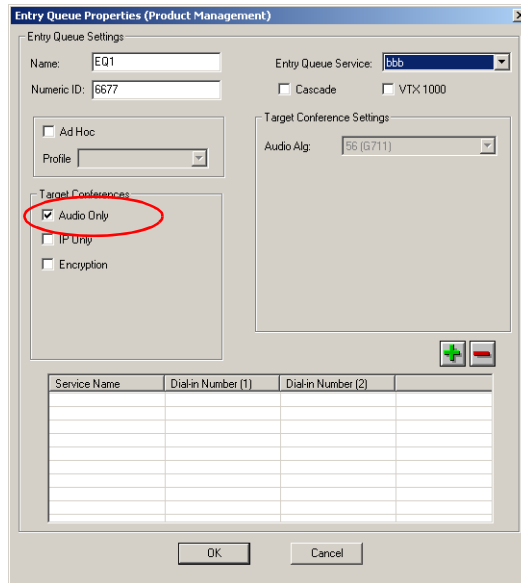 Entry Queue Properties (Product Management)
Entry Queue Settings
Name: EQ1
Entry Queue Service: bbb
Numeric ID: 6677
Cascade
VTX 1000
Ad Hoc
Profile
Target Conference Settings
Audio Alg: 56 (G711)
Target Conferences
Audio Only
IP Only
Encryption
Service Name Dial-in Number (1) Dial-in Number (2)
OK Cancel